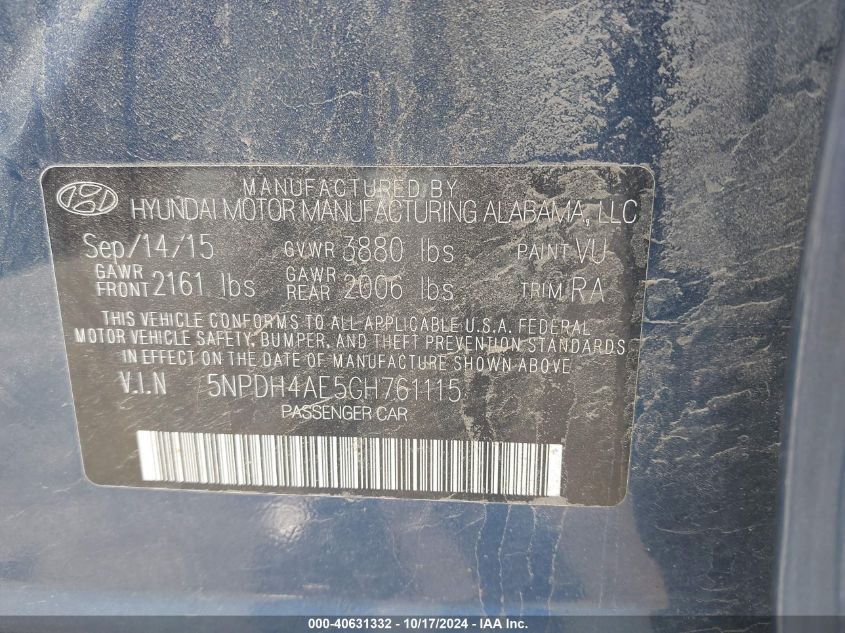 MANUFACTURED BY
HYUNDAI MOTOR MANUFACTURING ALABAMA, LLC
Sep/14/15 GVWR 3880 lbs PAINT VU
GAWR FRONT 2161 lbs GAWR REAR 2006 lbs TRIM RA
THIS VEHICLE CONFORMS TO ALL APPLICABLE U.S.A. FEDERAL
MOTOR VEHICLE SAFETY, BUMPER, AND THEFT PREVENTION STANDARDS
IN EFFECT ON THE DATE OF MANUFACTURE SHOWN ABOVE.
V.I.N 5NPDH4AE5GH761115
PASSENGER CAR
000-40631332 - 10/17/2024 - IAA Inc.